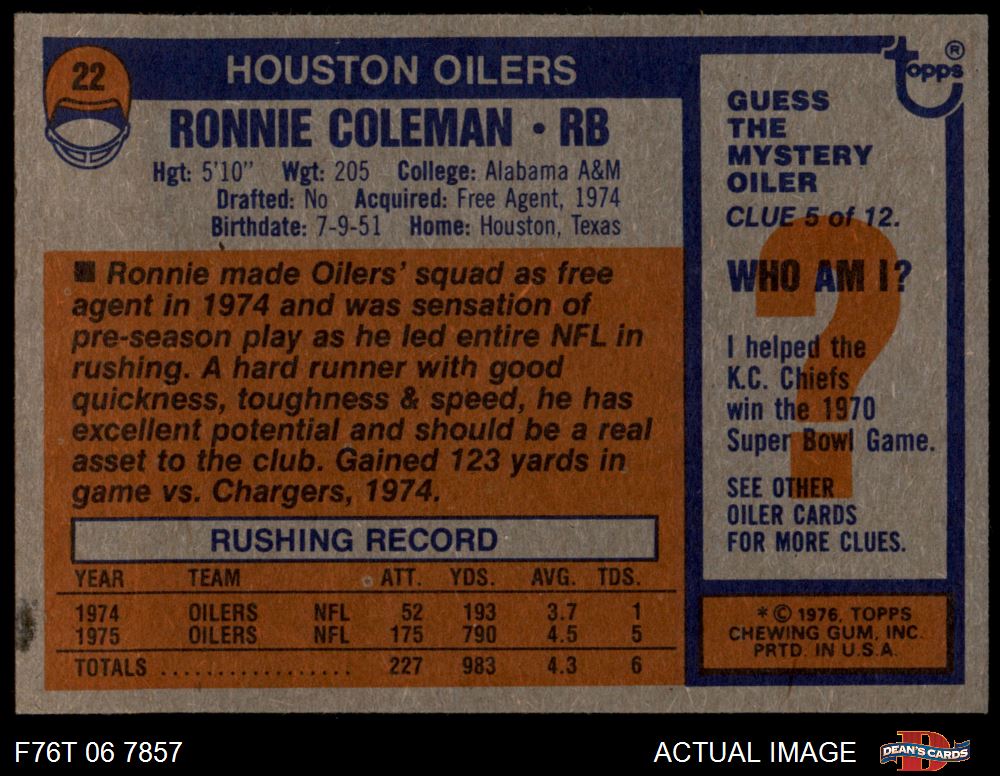 22
HOUSTON OILERS
RONNIE COLEMAN • RB
Hgt: 5'10" Wgt: 205 College: Alabama A&M
Drafted: No Acquired: Free Agent, 1974
Birthdate: 7-9-51 Home: Houston, Texas
■ Ronnie made Oilers' squad as free
agent in 1974 and was sensation of
pre-season play as he led entire NFL in
rushing. A hard runner with good
quickness, toughness & speed, he has
excellent potential and should be a real
asset to the club. Gained 123 yards in
game vs. Chargers, 1974.
RUSHING RECORD
YEAR TEAM ATT. YDS. AVG. TDS.
1974 OILERS NFL 52 193 3.7 1
1975 OILERS NFL 175 790 4.5 5
TOTALS .................. 227 983 4.3 6
Topps®
GUESS
THE
MYSTERY
OILER
CLUE 5 of 12.
?
WHO AM I?
I helped the
K.C. Chiefs
win the 1970
Super Bowl Game.
SEE OTHER
OILER CARDS
FOR MORE CLUES.
* © 1976, TOPPS
CHEWING GUM, INC.
PRTD. IN U.S.A.
F76T 06 7857
ACTUAL IMAGE
D
DEAN'S CARDS